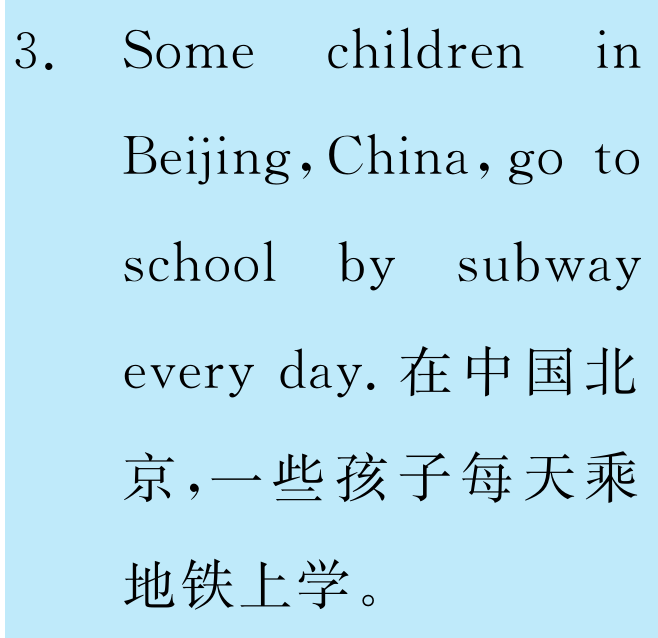 3. Some children in
Beijing, China, go to
school by subway
every day. 在中国北
京,一些孩子每天乘
地铁上学。